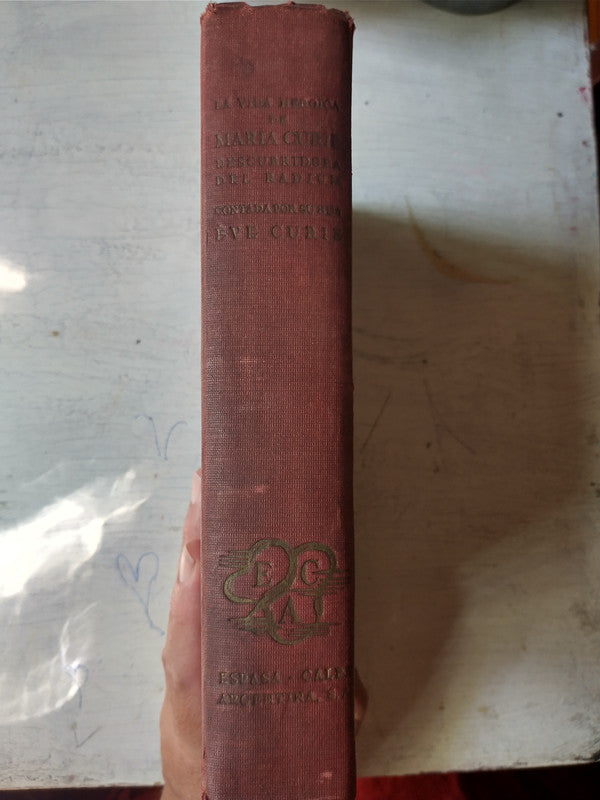 LA VIDA HEROICA
DE
MARIA CURIE
DESCUBRIDORA
DEL RADIUM
CONTADA POR SU HIJA
EVE CURIE
E C
A T
ESPASA - CALPE
ARGENTINA, S.A.